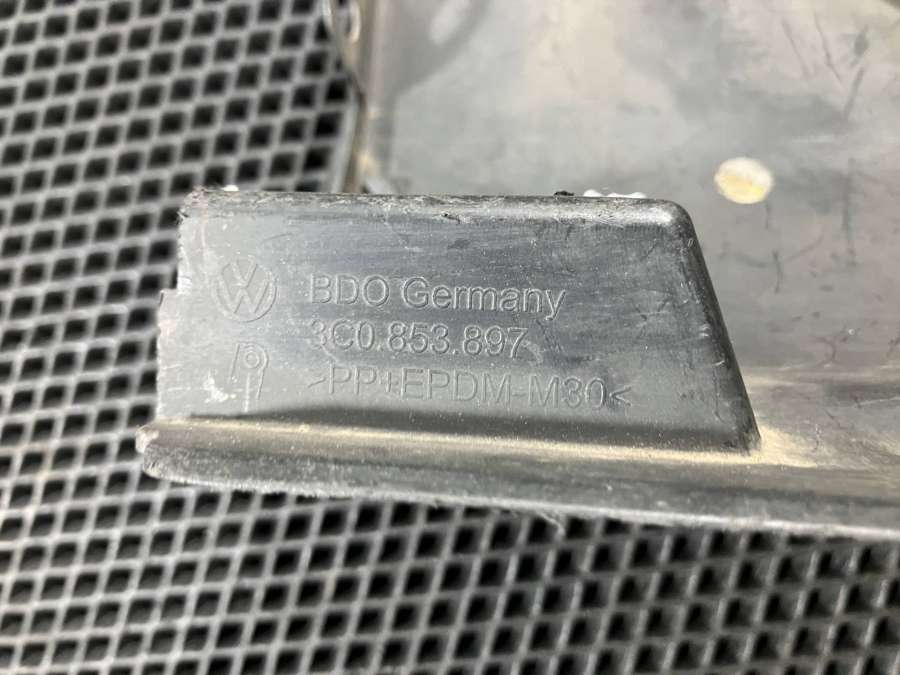 BDO Germany
3C0.853.897
>PP+EPDM-M30<